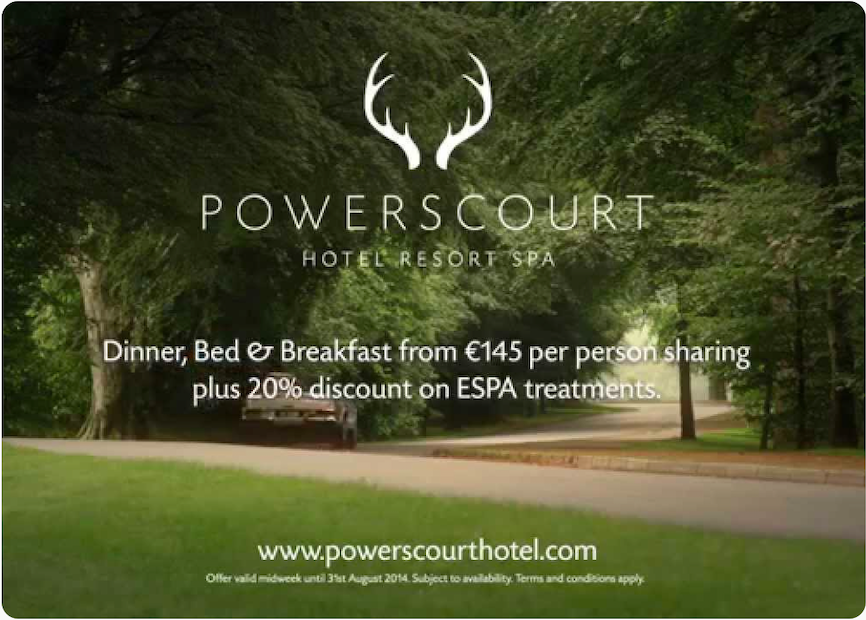 POWERSCOURT
HOTEL RESORT SPA
Dinner, Bed & Breakfast from €145 per person sharing
plus 20% discount on ESPA treatments.
www.powerscourthotel.com
Offer valid midweek until 31st August 2014. Subject to availability. Terms and conditions apply.